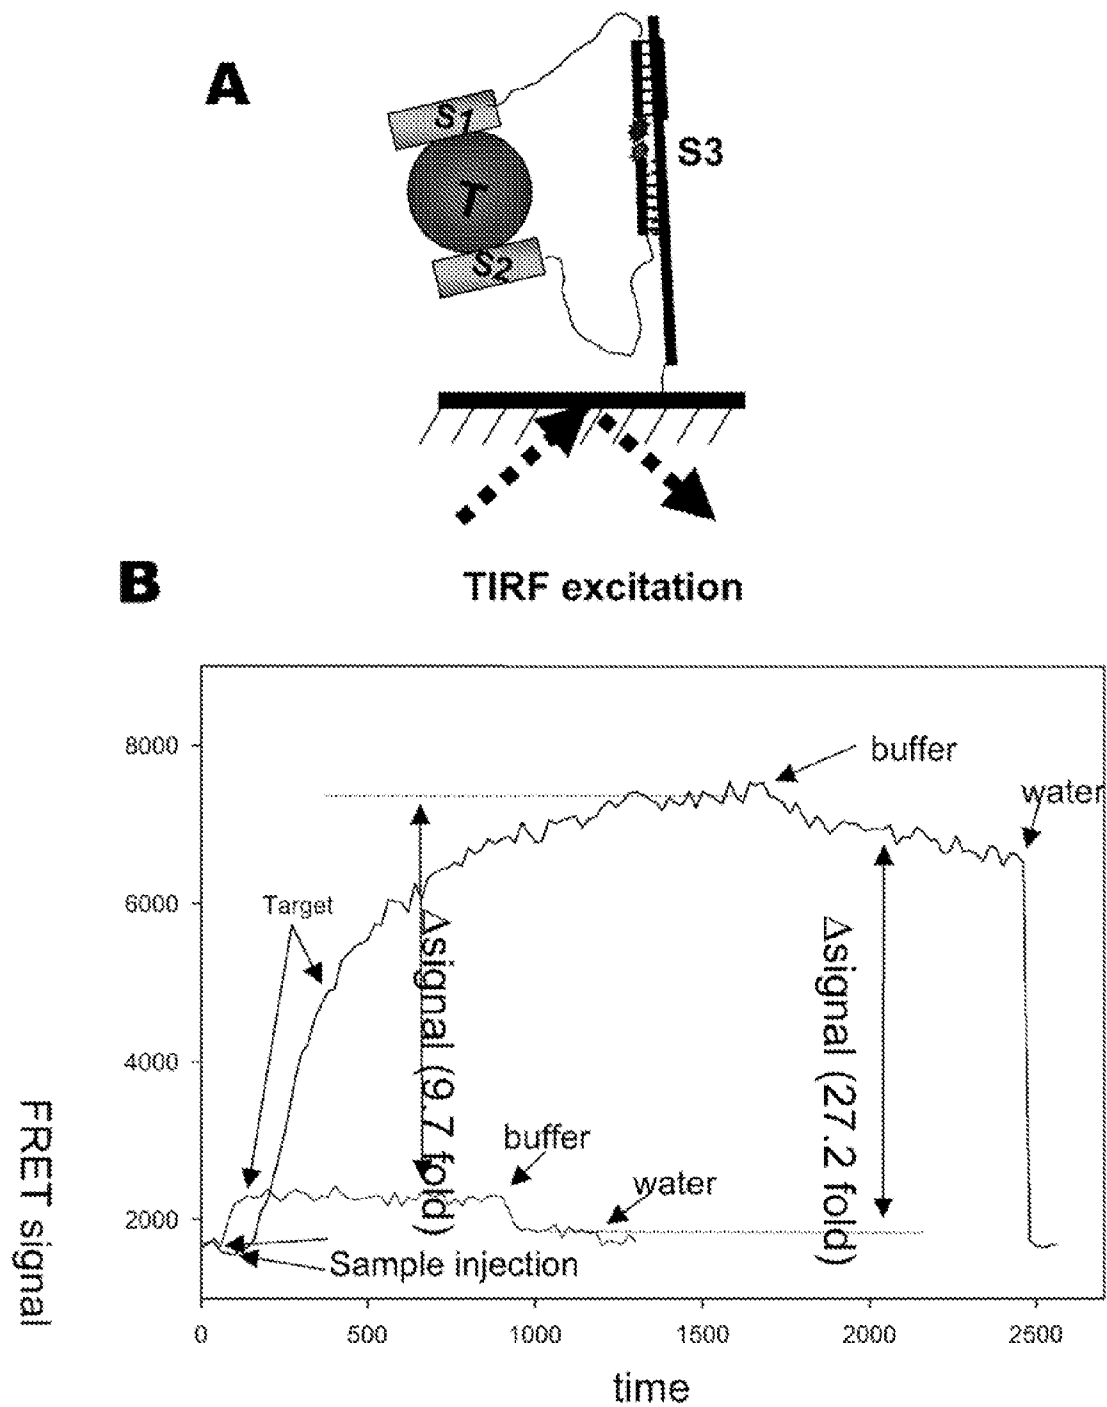 A
S1
T
S2
S3
TIRF excitation
B
8000
6000
4000
2000
FRET signal
buffer
water
Target
Δsignal (9.7 fold)
Δsignal (27.2 fold)
buffer
water
Sample injection
0
500
1000
1500
2000
2500
time